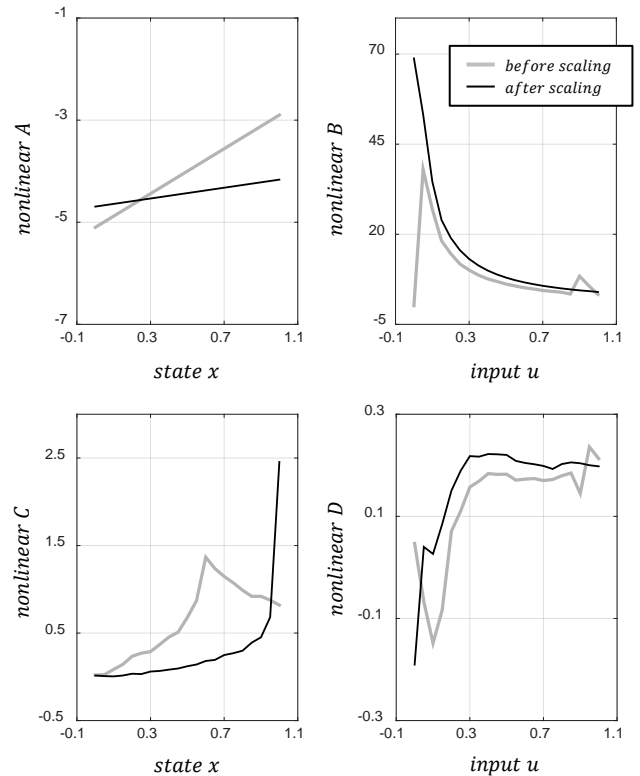 -1
-3
-5
-7
-0.1 0.3 0.7 1.1
nonlinear A
state x
70
45
20
-5
-0.1 0.3 0.7 1.1
nonlinear B
input u
before scaling
after scaling
2.5
1.5
0.5
-0.5
-0.1 0.3 0.7 1.1
nonlinear C
state x
0.3
0.1
-0.1
-0.3
-0.1 0.3 0.7 1.1
nonlinear D
input u